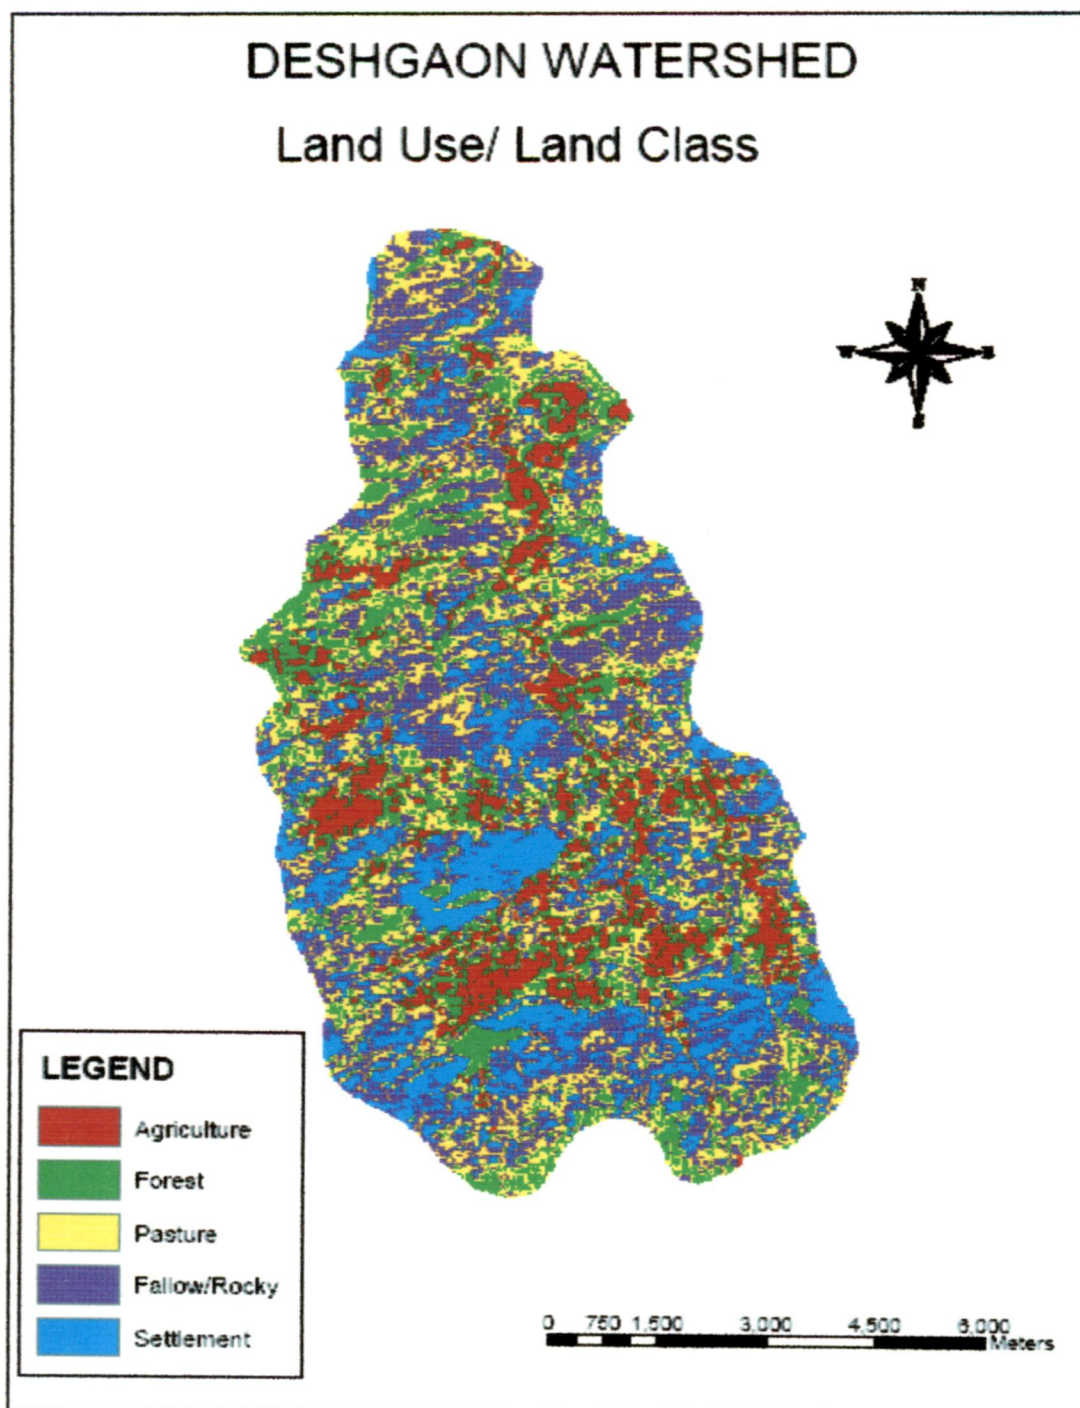 DESHGAON WATERSHED
Land Use/ Land Class
N
W
E
S
LEGEND
Agriculture
Forest
Pasture
Fallow/Rocky
Settlement
0 750 1,500 3,000 4,500 6,000
Meters